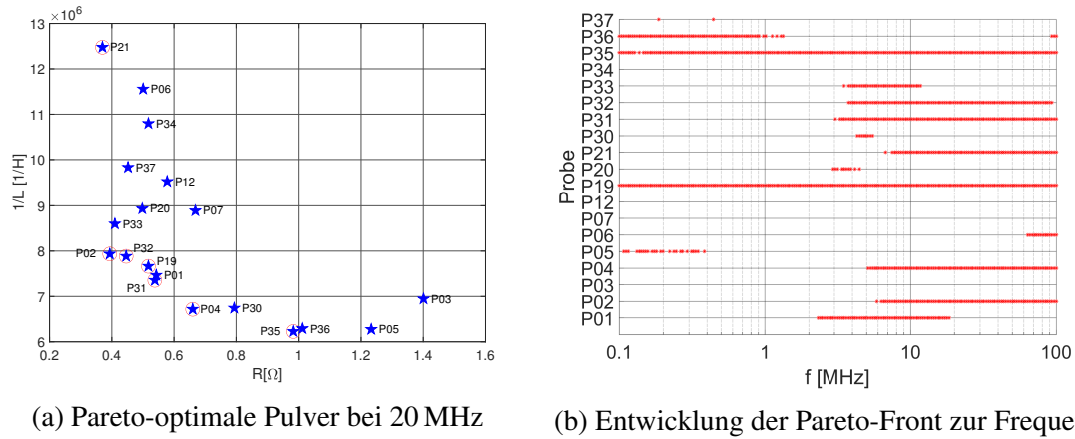 13 ×10⁶
12
11
10
9
8
7
6
1/L [1/H]
P21
P06
P34
P37
P12
P20
P07
P33
P02
P32
P19
P01
P31
P04
P30
P03
P35
P36
P05
0.2 0.4 0.6 0.8 1 1.2 1.4 1.6
R[Ω]
(a) Pareto-optimale Pulver bei 20 MHz
Probe
P37
P36
P35
P34
P33
P32
P31
P30
P21
P20
P19
P12
P07
P06
P05
P04
P03
P02
P01
0.1 1 10 100
f [MHz]
(b) Entwicklung der Pareto-Front zur Freque